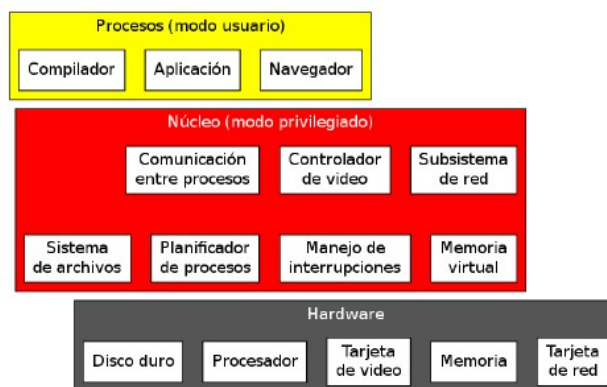 Procesos (modo usuario)
Compilador
Aplicación
Navegador
Núcleo (modo privilegiado)
Comunicación
entre procesos
Controlador
de video
Subsistema
de red
Sistema
de archivos
Planificador
de procesos
Manejo de
interrupciones
Memoria
virtual
Hardware
Disco duro
Procesador
Tarjeta
de video
Memoria
Tarjeta
de red